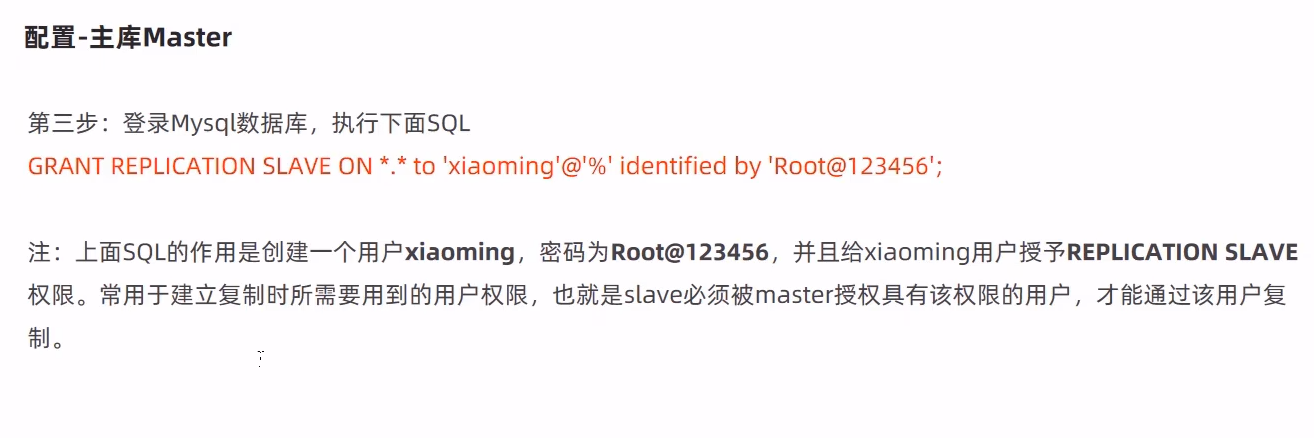 配置-主库Master
第三步：登录Mysql数据库，执行下面SQL
GRANT REPLICATION SLAVE ON *.* to 'xiaoming'@'%' identified by 'Root@123456';
注：上面SQL的作用是创建一个用户xiaoming，密码为Root@123456，并且给xiaoming用户授予REPLICATION SLAVE
权限。常用于建立复制时所需要用到的用户权限，也就是slave必须被master授权具有该权限的用户，才能通过该用户复
制。